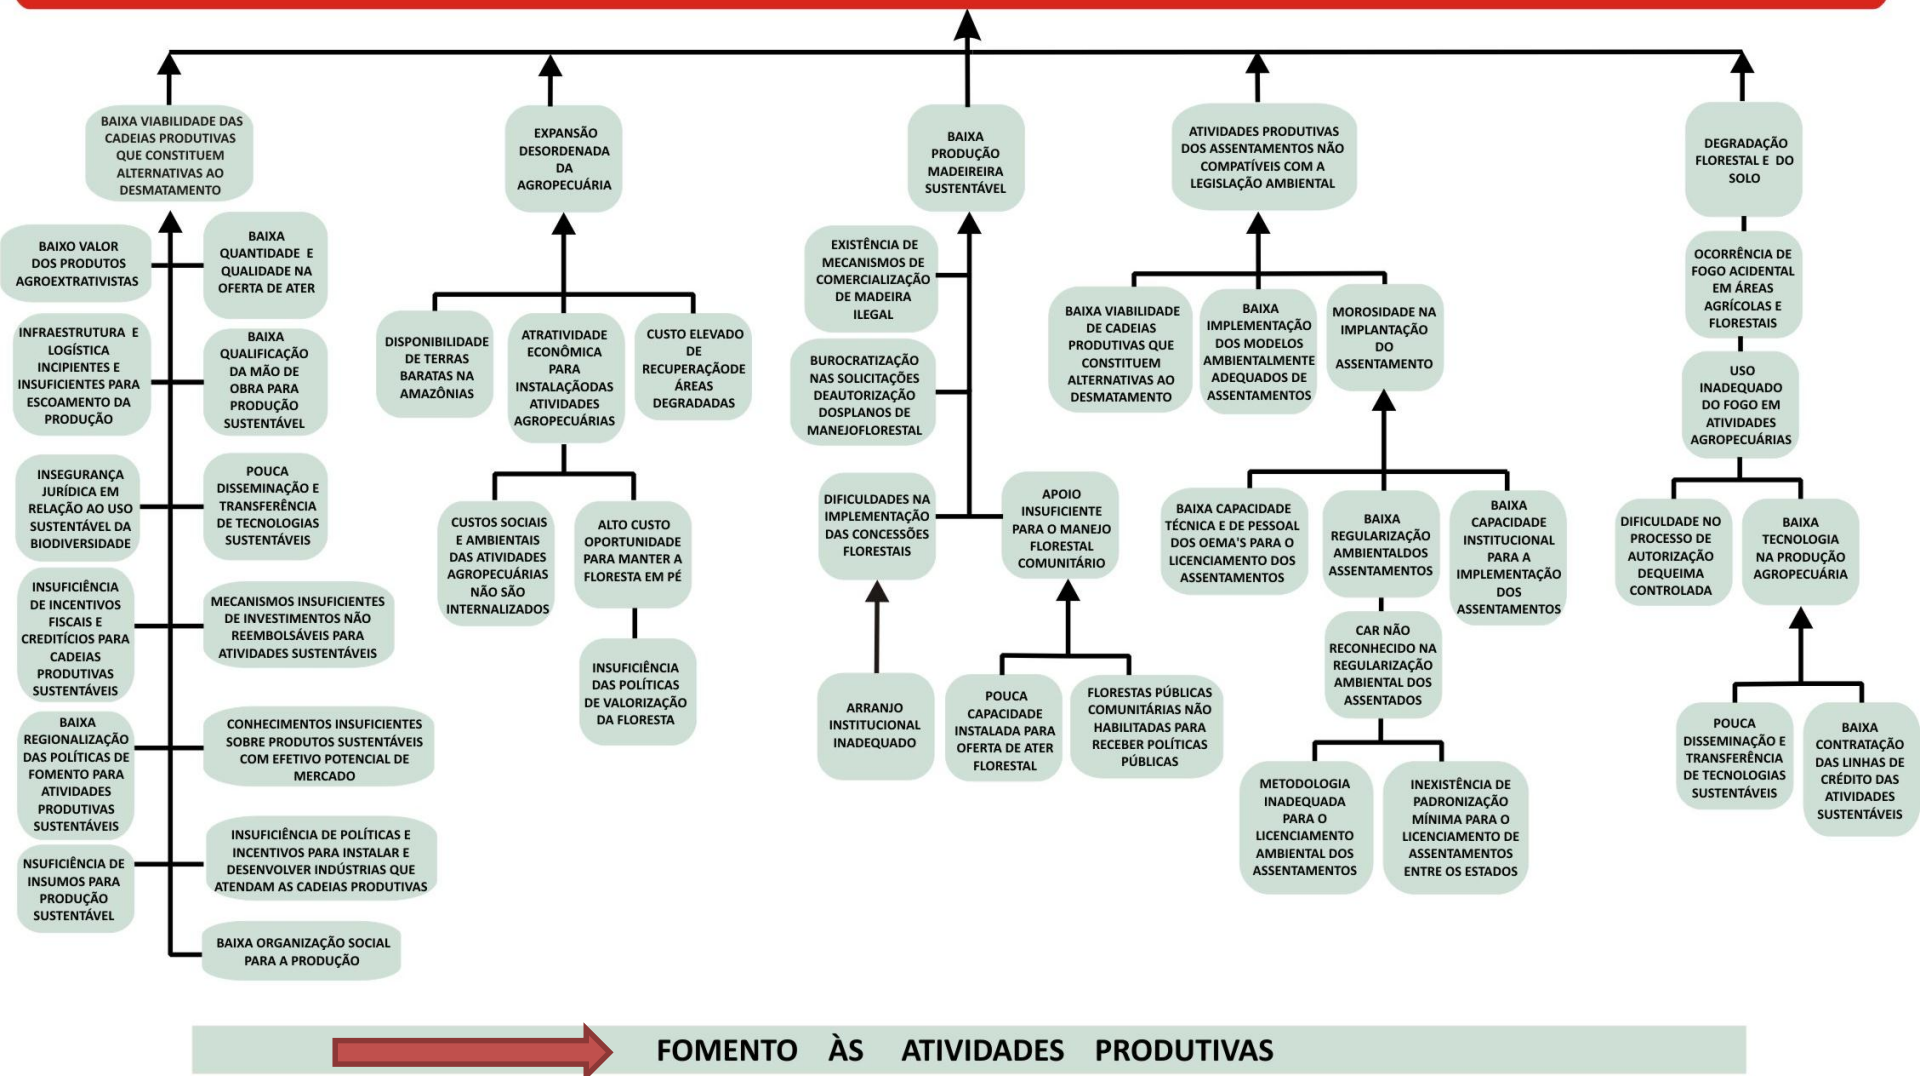 BAIXA VIABILIDADE DAS
CADEIAS PRODUTIVAS
QUE CONSTITUEM
ALTERNATIVAS AO
DESMATAMENTO
BAIXO VALOR
DOS PRODUTOS
AGROEXTRATIVISTAS
BAIXA
QUANTIDADE E
QUALIDADE NA
OFERTA DE ATER
INFRAESTRUTURA E
LOGÍSTICA
INCIPIENTES E
INSUFICIENTES PARA
ESCOAMENTO DA
PRODUÇÃO
BAIXA
QUALIFICAÇÃO
DA MÃO DE
OBRA PARA
PRODUÇÃO
SUSTENTÁVEL
INSEGURANÇA
JURÍDICA EM
RELAÇÃO AO USO
SUSTENTÁVEL DA
BIODIVERSIDADE
POUCA
DISSEMINAÇÃO E
TRANSFERÊNCIA
DE TECNOLOGIAS
SUSTENTÁVEIS
INSUFICIÊNCIA
DE INCENTIVOS
FISCAIS E
CREDITÍCIOS PARA
CADEIAS
PRODUTIVAS
SUSTENTÁVEIS
MECANISMOS INSUFICIENTES
DE INVESTIMENTOS NÃO
REEMBOLSÁVEIS PARA
ATIVIDADES SUSTENTÁVEIS
BAIXA
REGIONALIZAÇÃO
DAS POLÍTICAS DE
FOMENTO PARA
ATIVIDADES
PRODUTIVAS
SUSTENTÁVEIS
CONHECIMENTOS INSUFICIENTES
SOBRE PRODUTOS SUSTENTÁVEIS
COM EFETIVO POTENCIAL DE
MERCADO
NSUFICIÊNCIA DE
INSUMOS PARA
PRODUÇÃO
SUSTENTÁVEL
INSUFICIÊNCIA DE POLÍTICAS E
INCENTIVOS PARA INSTALAR E
DESENVOLVER INDÚSTRIAS QUE
ATENDAM AS CADEIAS PRODUTIVAS
BAIXA ORGANIZAÇÃO SOCIAL
PARA A PRODUÇÃO
EXPANSÃO
DESORDENADA
DA
AGROPECUÁRIA
DISPONIBILIDADE
DE TERRAS
BARATAS NA
AMAZÔNIAS
ATRATIVIDADE
ECONÔMICA
PARA
INSTALAÇÃODAS
ATIVIDADES
AGROPECUÁRIAS
CUSTO ELEVADO
DE
RECUPERAÇÃODE
ÁREAS
DEGRADADAS
CUSTOS SOCIAIS
E AMBIENTAIS
DAS ATIVIDADES
AGROPECUÁRIAS
NÃO SÃO
INTERNALIZADOS
ALTO CUSTO
OPORTUNIDADE
PARA MANTER A
FLORESTA EM PÉ
INSUFICIÊNCIA
DAS POLÍTICAS
DE VALORIZAÇÃO
DA FLORESTA
BAIXA
PRODUÇÃO
MADEIREIRA
SUSTENTÁVEL
EXISTÊNCIA DE
MECANISMOS DE
COMERCIALIZAÇÃO
DE MADEIRA
ILEGAL
BUROCRATIZAÇÃO
NAS SOLICITAÇÕES
DEAUTORIZAÇÃO
DOSPLANOS DE
MANEJOFLORESTAL
DIFICULDADES NA
IMPLEMENTAÇÃO
DAS CONCESSÕES
FLORESTAIS
APOIO
INSUFICIENTE
PARA O MANEJO
FLORESTAL
COMUNITÁRIO
ARRANJO
INSTITUCIONAL
INADEQUADO
POUCA
CAPACIDADE
INSTALADA PARA
OFERTA DE ATER
FLORESTAL
FLORESTAS PÚBLICAS
COMUNITÁRIAS NÃO
HABILITADAS PARA
RECEBER POLÍTICAS
PÚBLICAS
ATIVIDADES PRODUTIVAS
DOS ASSENTAMENTOS NÃO
COMPATÍVEIS COM A
LEGISLAÇÃO AMBIENTAL
BAIXA VIABILIDADE
DE CADEIAS
PRODUTIVAS QUE
CONSTITUEM
ALTERNATIVAS AO
DESMATAMENTO
BAIXA
IMPLEMENTAÇÃO
DOS MODELOS
AMBIENTALMENTE
ADEQUADOS DE
ASSENTAMENTOS
MOROSIDADE NA
IMPLANTAÇÃO
DO
ASSENTAMENTO
BAIXA CAPACIDADE
TÉCNICA E DE PESSOAL
DOS OEMA'S PARA O
LICENCIAMENTO DOS
ASSENTAMENTOS
BAIXA
REGULARIZAÇÃO
AMBIENTALDOS
ASSENTAMENTOS
BAIXA
CAPACIDADE
INSTITUCIONAL
PARA A
IMPLEMENTAÇÃO
DOS
ASSENTAMENTOS
CAR NÃO
RECONHECIDO NA
REGULARIZAÇÃO
AMBIENTAL DOS
ASSENTADOS
METODOLOGIA
INADEQUADA
PARA O
LICENCIAMENTO
AMBIENTAL DOS
ASSENTAMENTOS
INEXISTÊNCIA DE
PADRONIZAÇÃO
MÍNIMA PARA O
LICENCIAMENTO DE
ASSENTAMENTOS
ENTRE OS ESTADOS
DEGRADAÇÃO
FLORESTAL E DO
SOLO
OCORRÊNCIA DE
FOGO ACIDENTAL
EM ÁREAS
AGRÍCOLAS E
FLORESTAIS
USO
INADEQUADO
DO FOGO EM
ATIVIDADES
AGROPECUÁRIAS
DIFICULDADE NO
PROCESSO DE
AUTORIZAÇÃO
DEQUEIMA
CONTROLADA
BAIXA
TECNOLOGIA
NA PRODUÇÃO
AGROPECUÁRIA
POUCA
DISSEMINAÇÃO E
TRANSFERÊNCIA
DE TECNOLOGIAS
SUSTENTÁVEIS
BAIXA
CONTRATAÇÃO
DAS LINHAS DE
CRÉDITO DAS
ATIVIDADES
SUSTENTÁVEIS
FOMENTO ÀS ATIVIDADES PRODUTIVAS